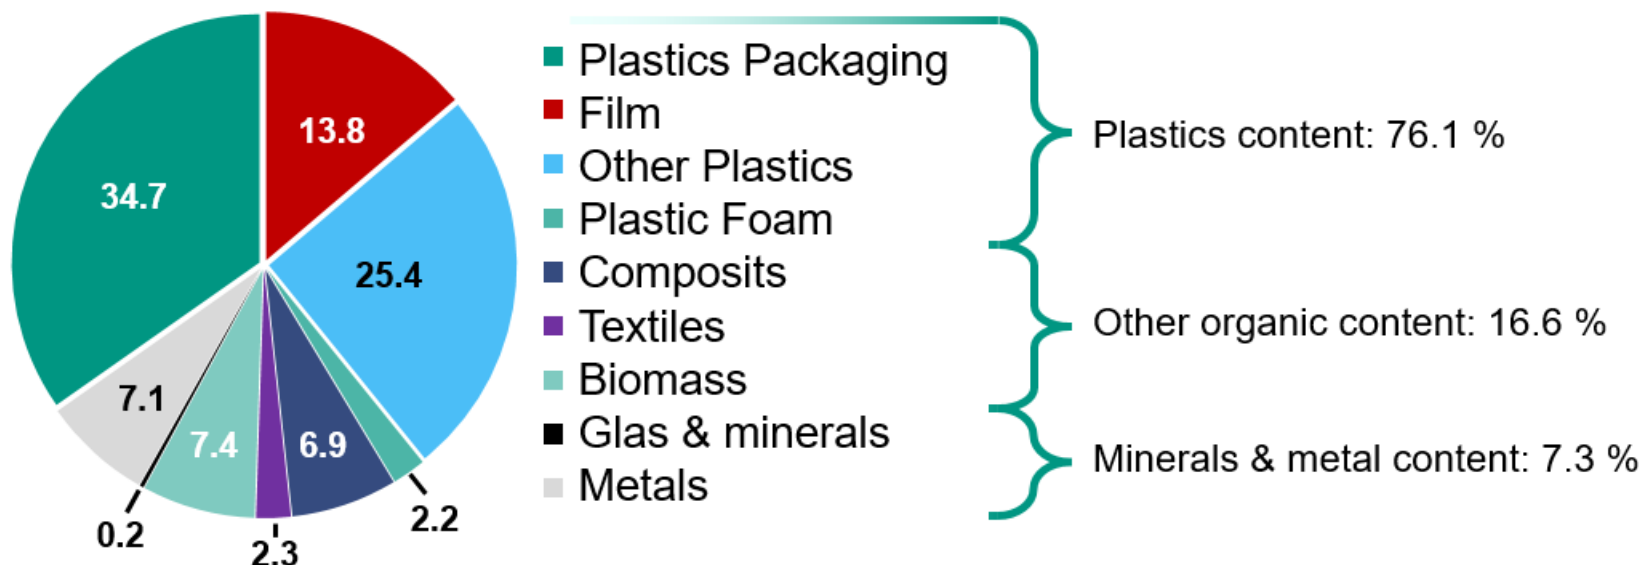 34.7
13.8
25.4
7.1
7.4
6.9
0.2
2.3
2.2
Plastics Packaging
Film
Other Plastics
Plastic Foam
Composits
Textiles
Biomass
Glas & minerals
Metals
Plastics content: 76.1 %
Other organic content: 16.6 %
Minerals & metal content: 7.3 %